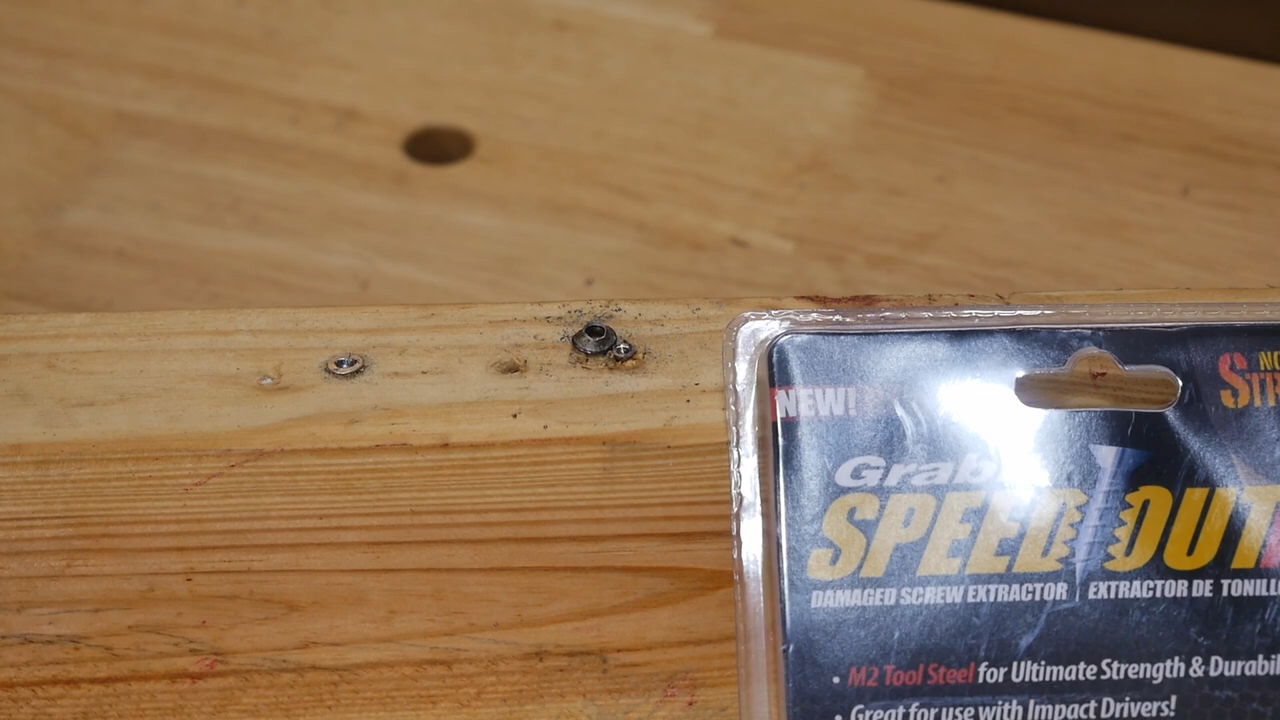 NEW!
SPEED OUT
DAMAGED SCREW EXTRACTOR | EXTRACTOR DE
• M2 Tool Steel for Ultimate Strength &
• Great for use with Impact Drivers!